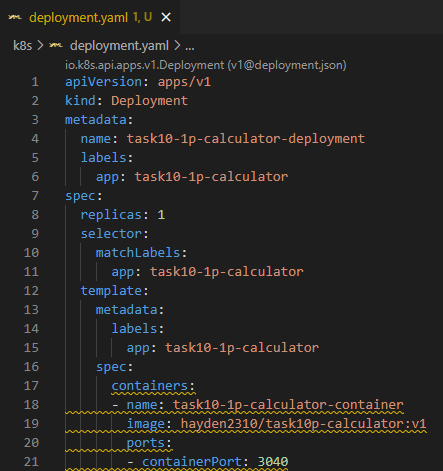 deployment.yaml 1, U ×
k8s > deployment.yaml > ...
io.k8s.api.apps.v1.Deployment (v1@deployment.json)
1 apiVersion: apps/v1
2 kind: Deployment
3 metadata:
4   name: task10-1p-calculator-deployment
5   labels:
6     app: task10-1p-calculator
7 spec:
8   replicas: 1
9   selector:
10     matchLabels:
11       app: task10-1p-calculator
12   template:
13     metadata:
14       labels:
15         app: task10-1p-calculator
16     spec:
17       containers:
18       - name: task10-1p-calculator-container
19         image: hayden2310/task10p-calculator:v1
20         ports:
21         - containerPort: 3040